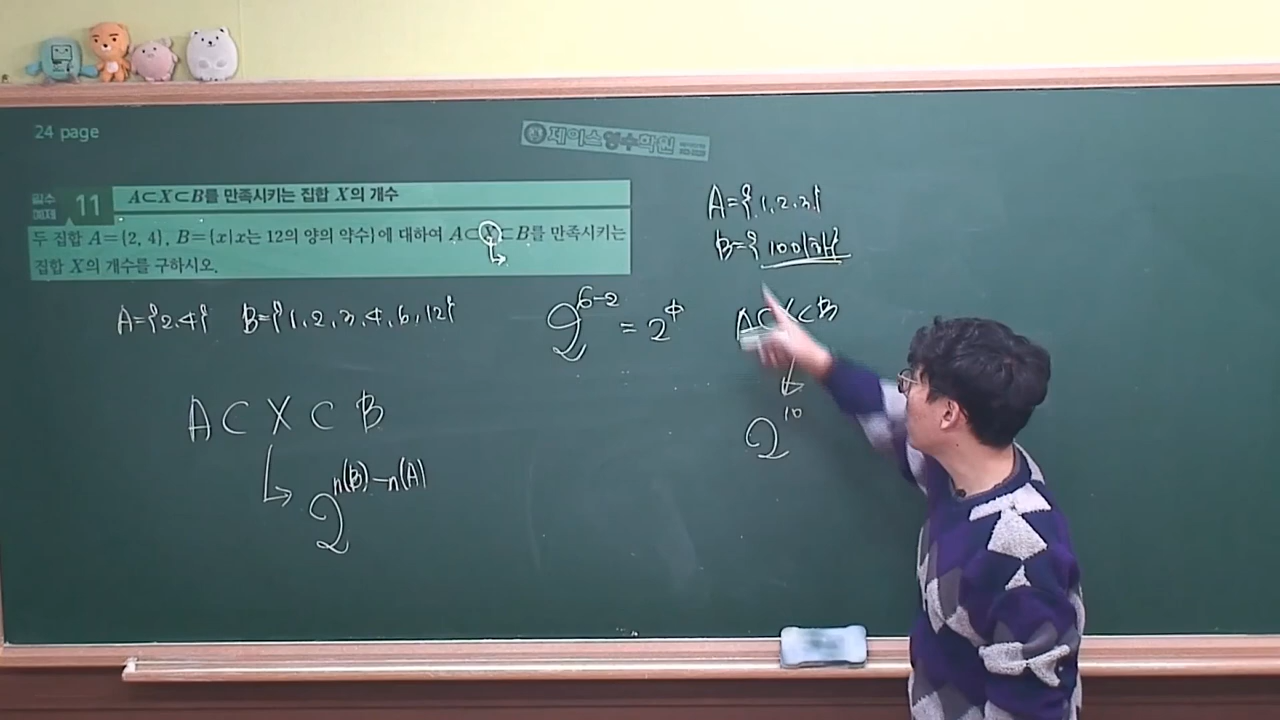 24 page
제이스영수학원
필수 예제 11
A⊂X⊂B를 만족시키는 집합 X의 개수
두 집합 A={2, 4}, B={x|x는 12의 양의 약수}에 대하여 A⊂X⊂B를 만족시키는
집합 X의 개수를 구하시오.
A={2,4} B={1,2,3,4,6,12}
2^{6-2} = 2^4
A⊂X⊂B
2^{n(B)-n(A)}
A={1,2,3}
B={100이하
A⊂X⊂B
2^{10}